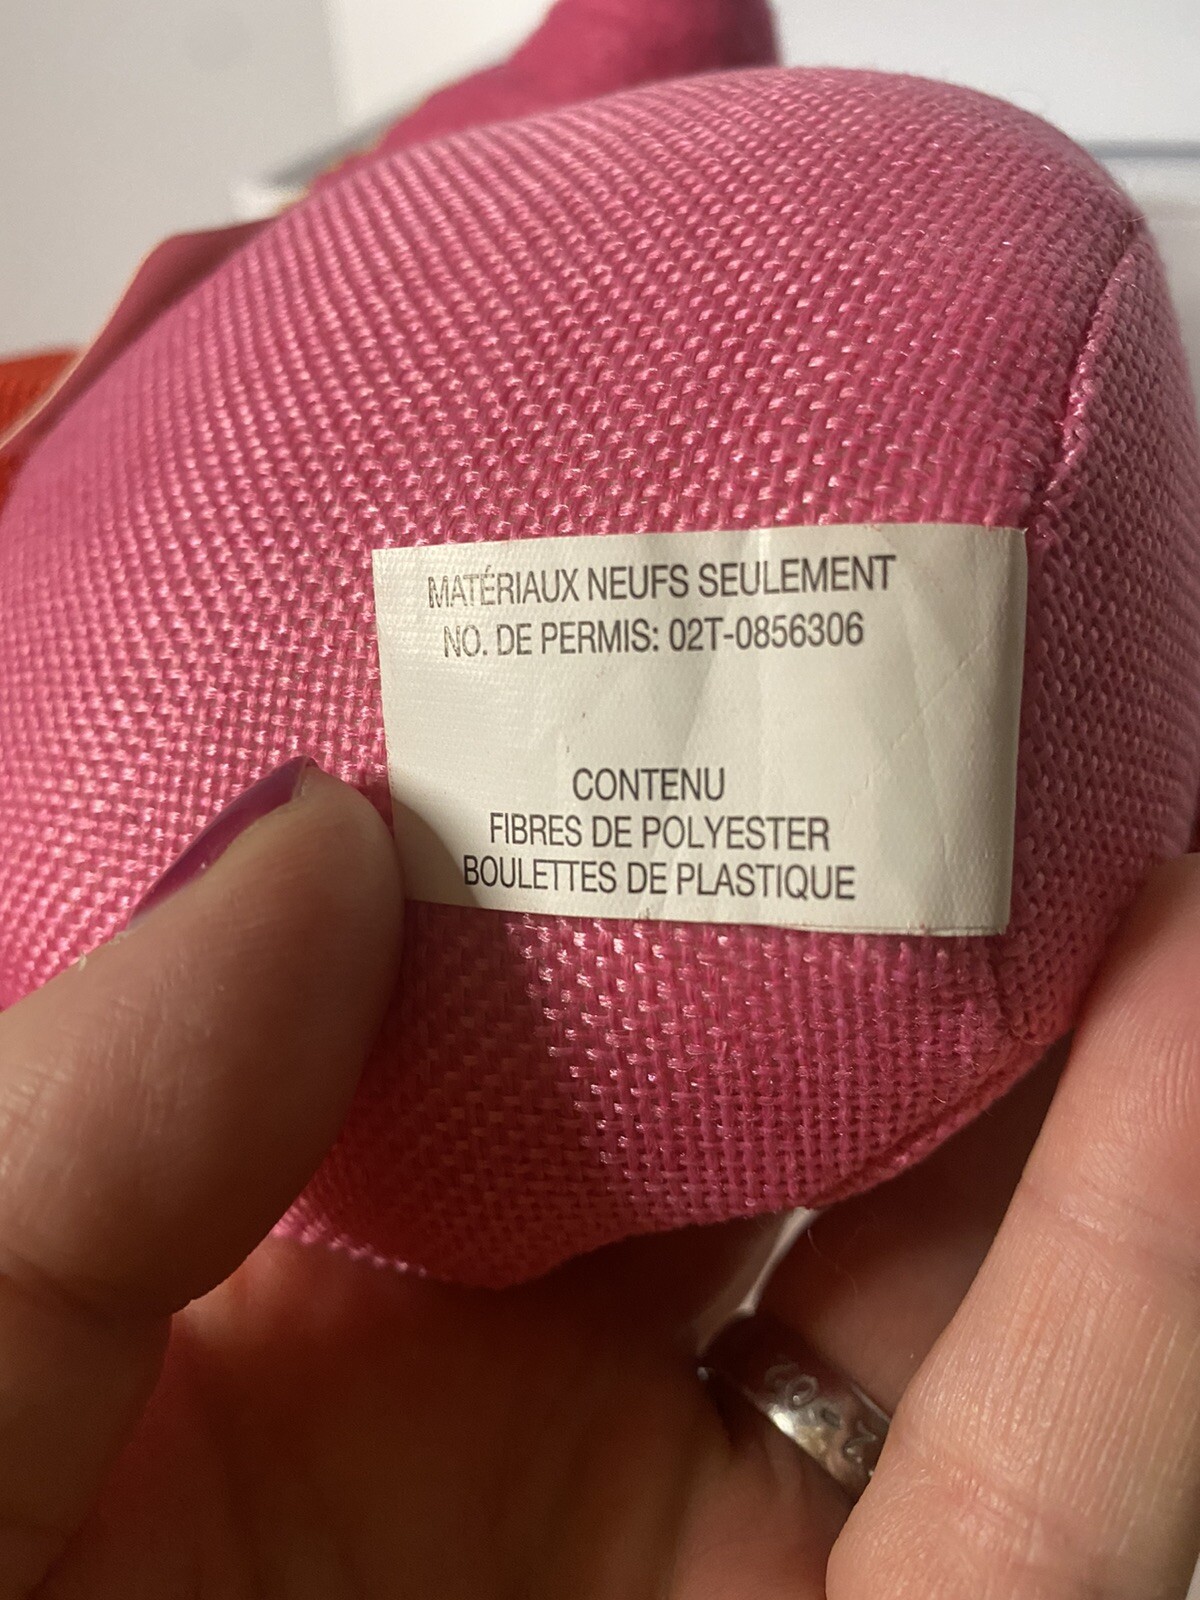 MATÉRIAUX NEUFS SEULEMENT
NO. DE PERMIS: 02T-0856306
CONTENU
FIBRES DE POLYESTER
BOULETTES DE PLASTIQUE